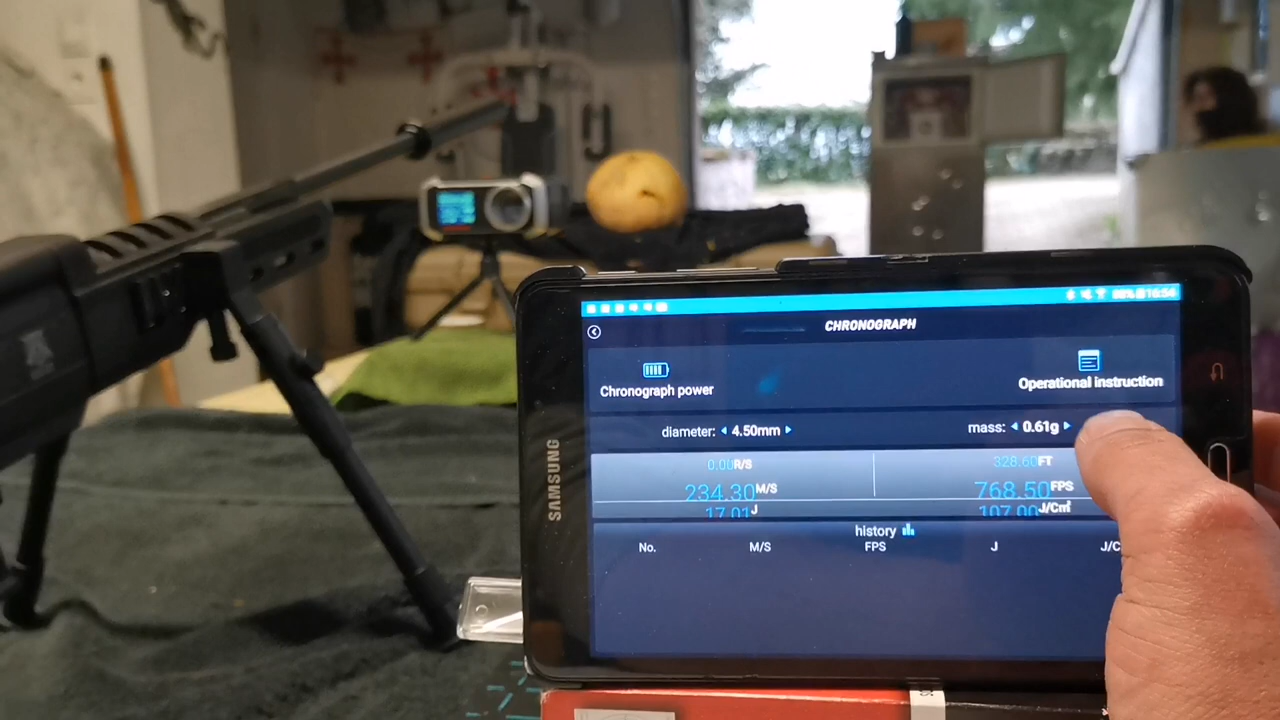 CHRONOGRAPH
Chronograph power
Operational instruction
diameter: 4.50mm
mass: 0.61g
0.00R/S
328.60FT
234.30M/S
768.50FPS
17.01J
107.00J/Cm²
history
No. M/S FPS J J/C
SAMSUNG